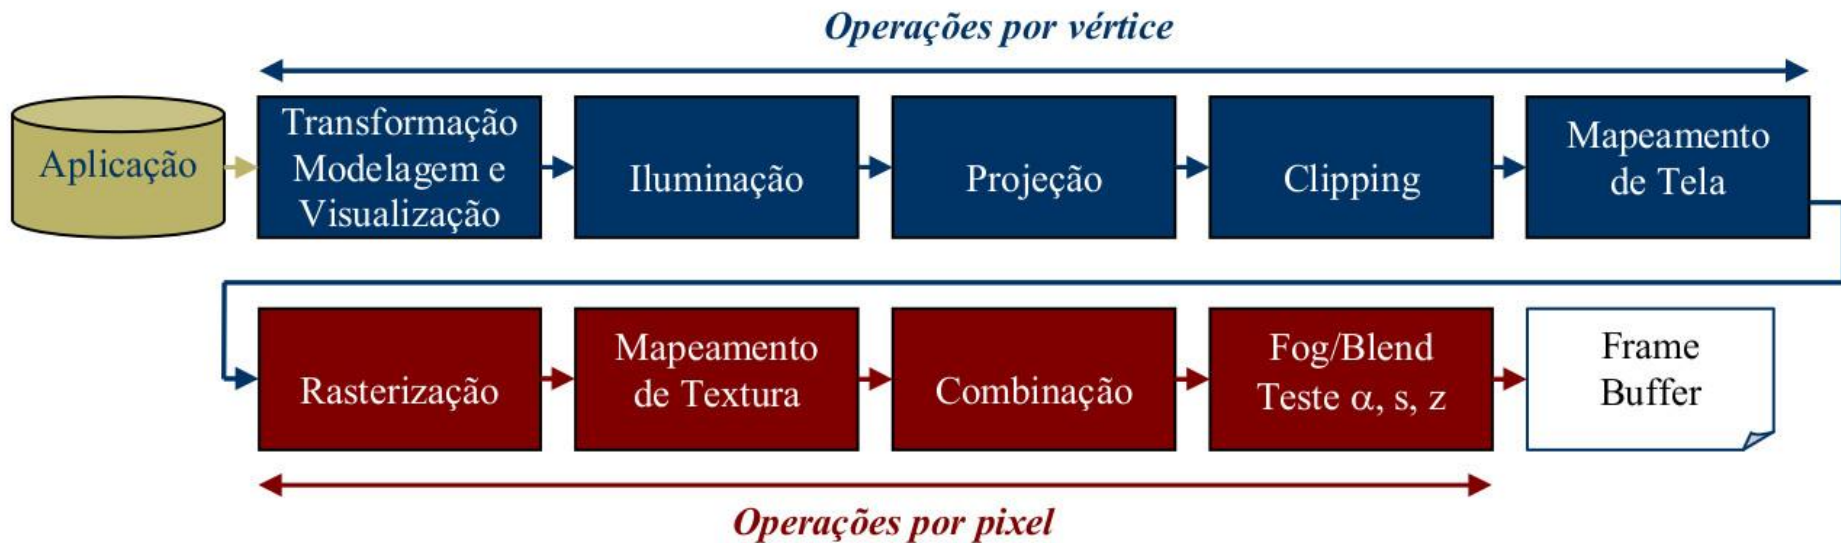 Operações por vértice
Aplicação
Transformação
Modelagem e
Visualização
Iluminação
Projeção
Clipping
Mapeamento
de Tela
Rasterização
Mapeamento
de Textura
Combinação
Fog/Blend
Teste α, s, z
Frame
Buffer
Operações por pixel